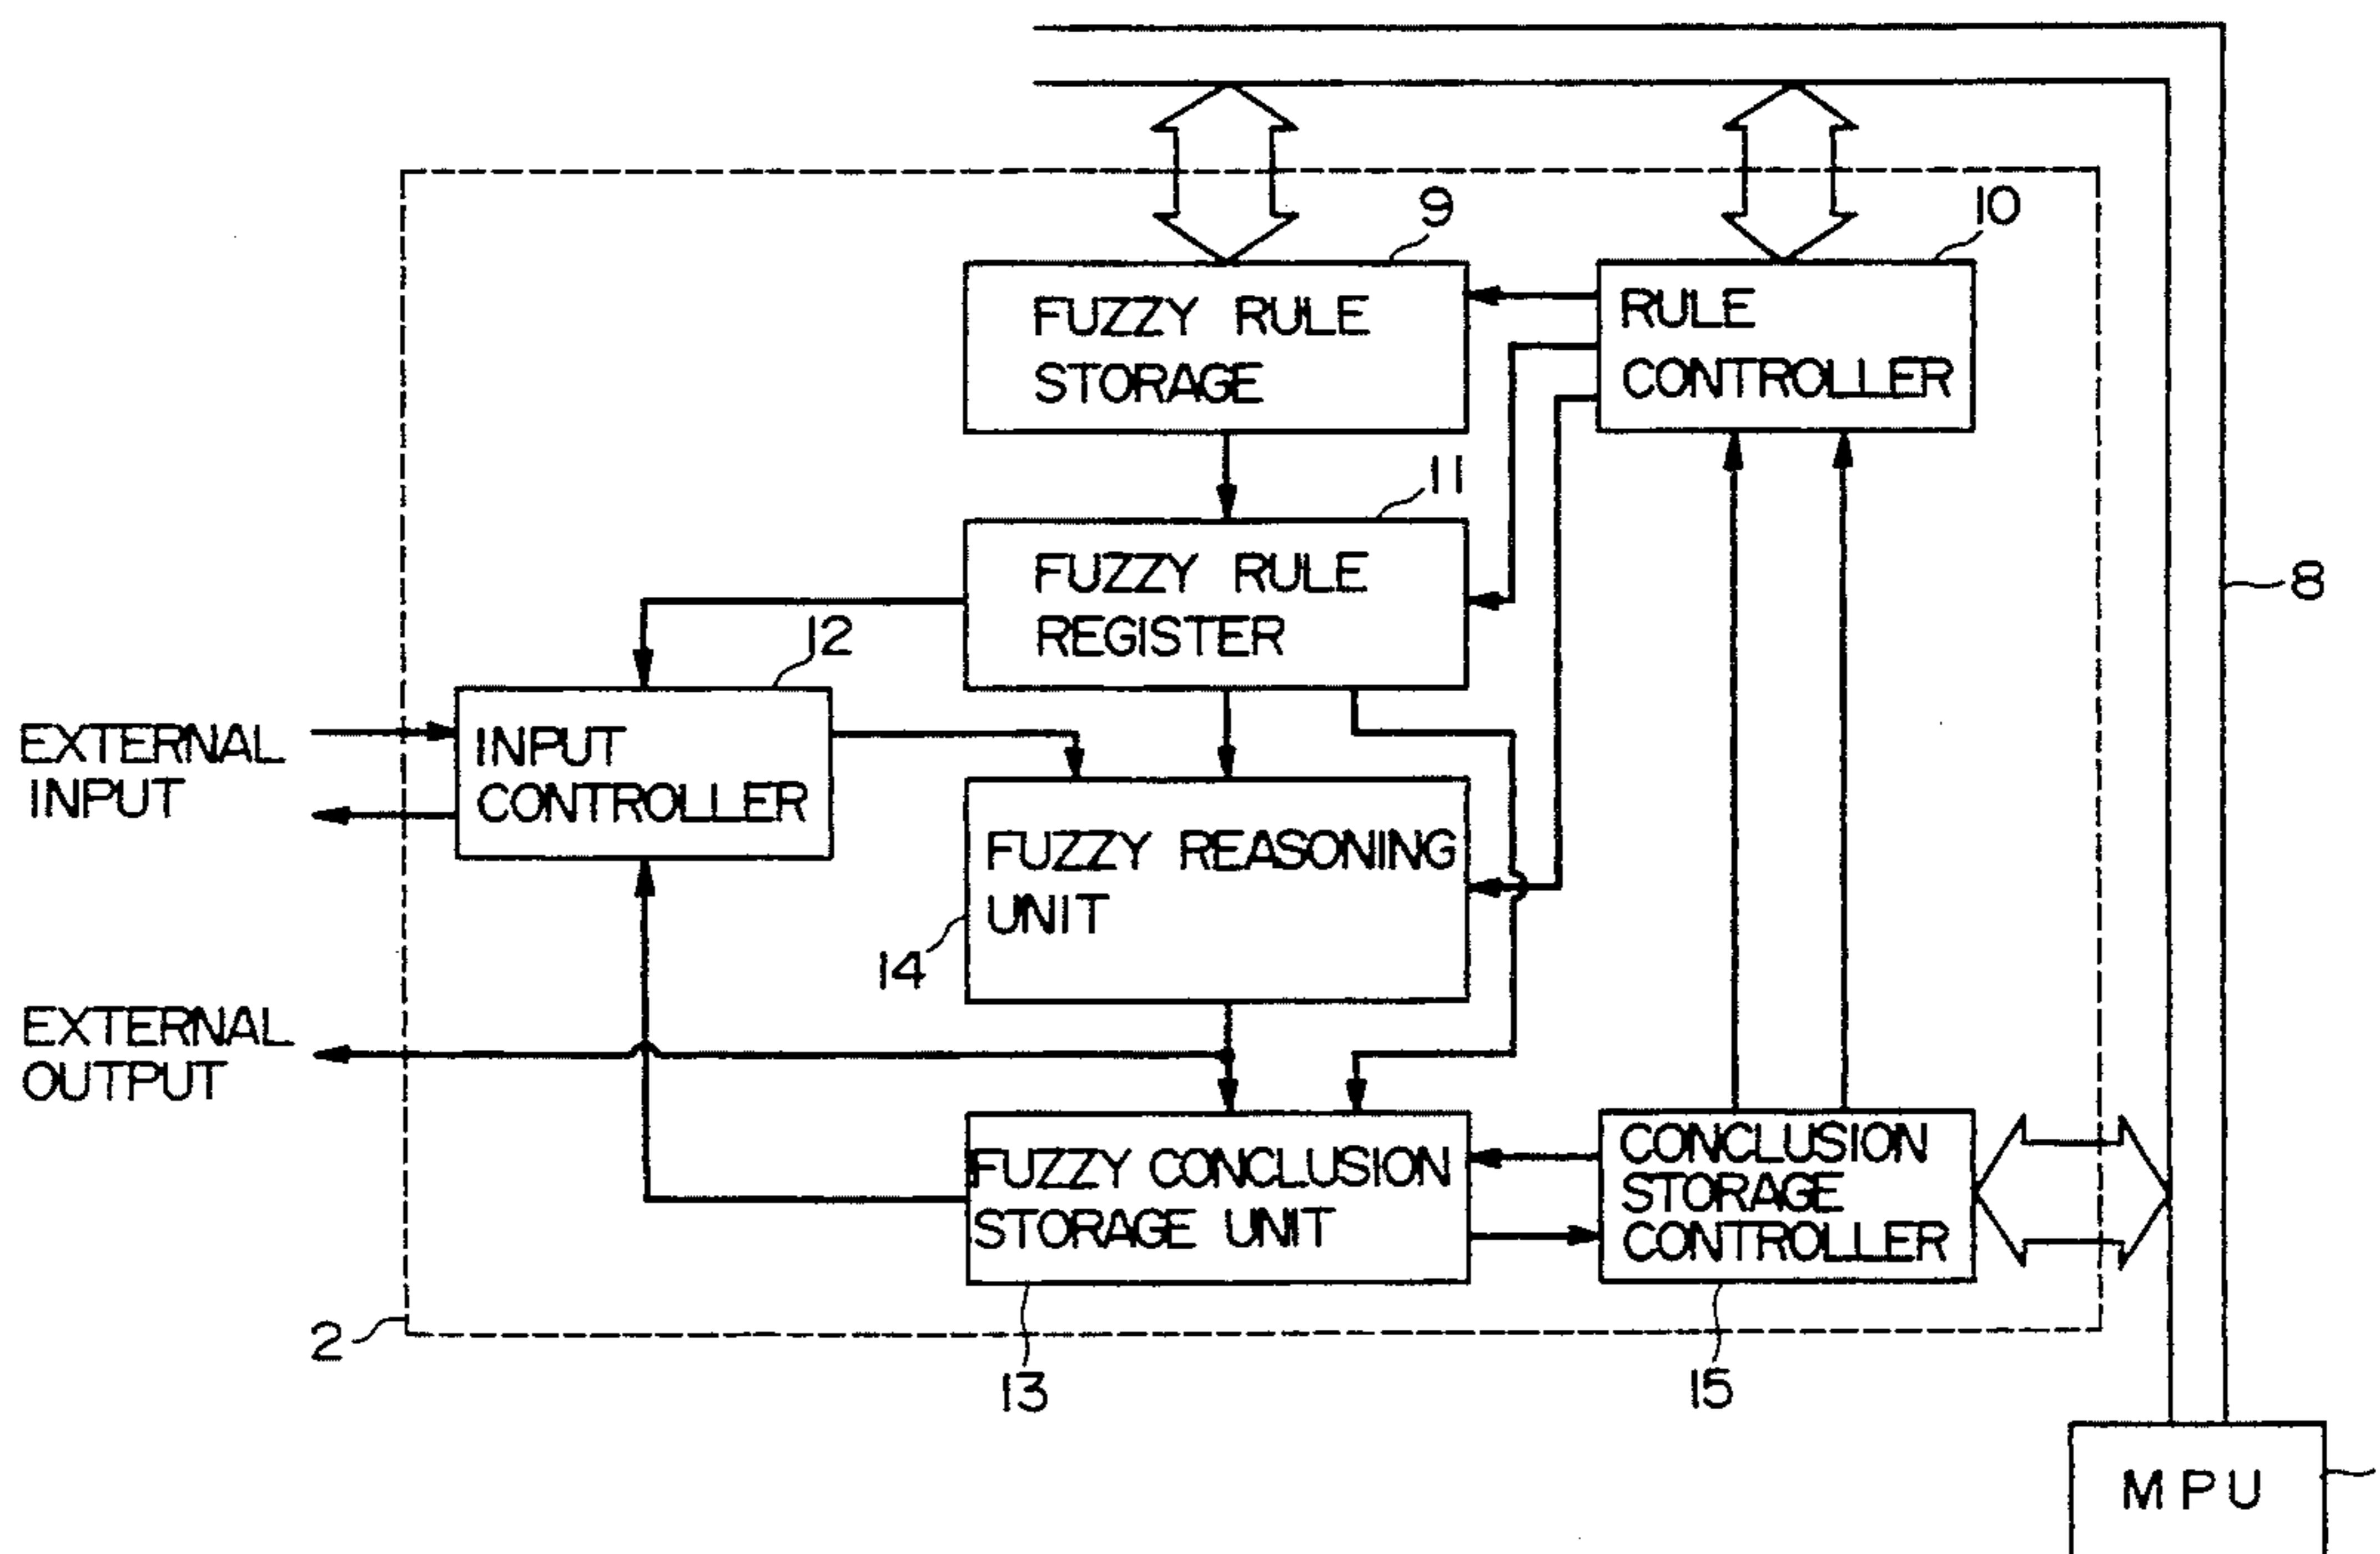 9
10
FUZZY RULE
STORAGE
RULE
CONTROLLER
11
FUZZY RULE
REGISTER
8
12
EXTERNAL
INPUT
INPUT
CONTROLLER
FUZZY REASONING
UNIT
14
EXTERNAL
OUTPUT
FUZZY CONCLUSION
STORAGE UNIT
CONCLUSION
STORAGE
CONTROLLER
2
13
15
MPU